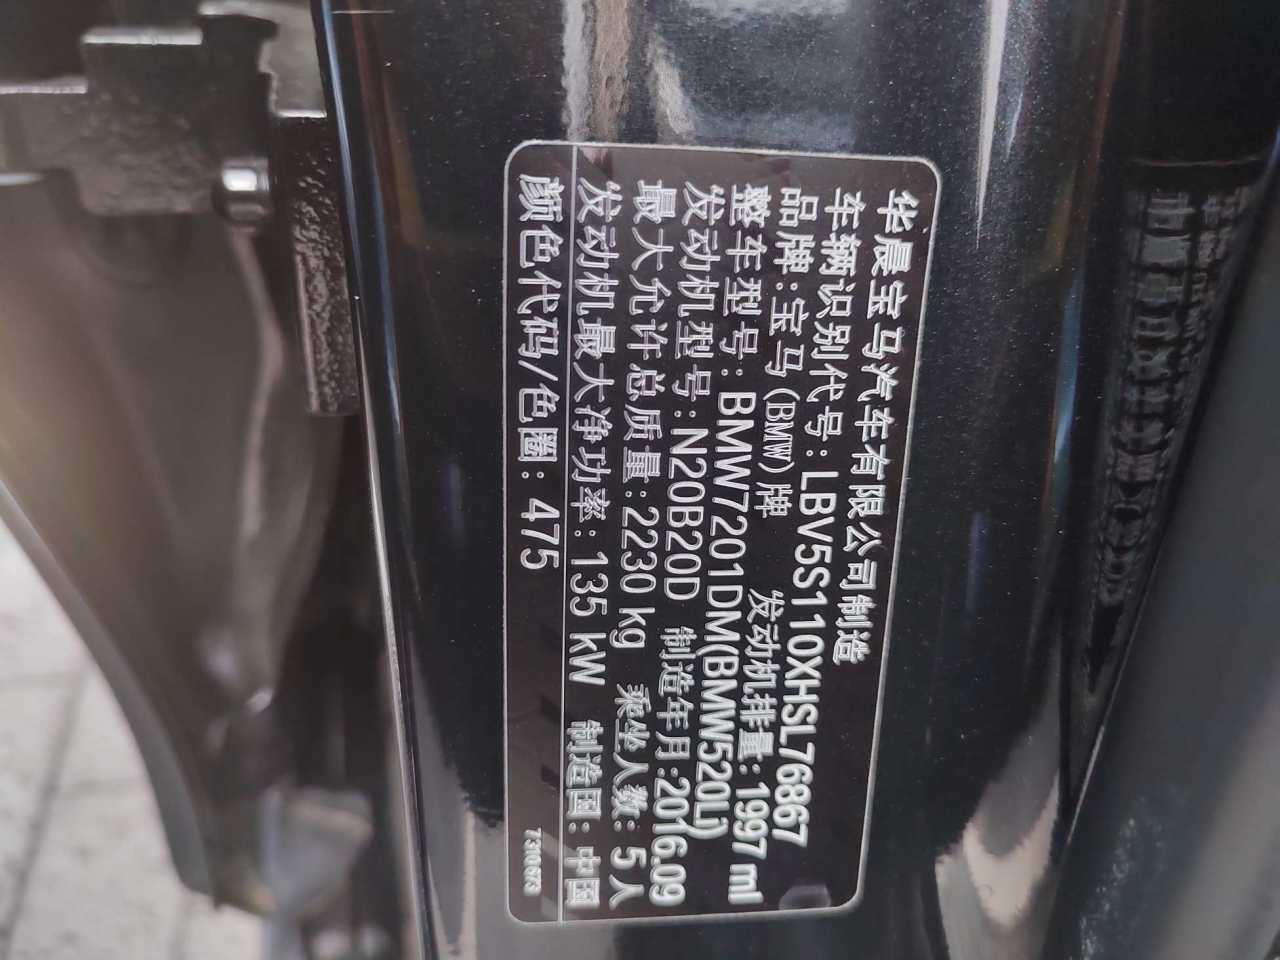 华晨宝马汽车有限公司制造
车辆识别代号：LBV5S110XHSL76867
品牌：宝马(BMW)牌 发动机排量：1997 ml
整车型号：BMW7201DM(BMW520Li)
发动机型号：N20B20D 制造年月：2016.09
最大允许总质量：2230 kg 乘坐人数：5人
发动机最大净功率：135 kW 制造国：中国
颜色代码/色圈：475
7310673